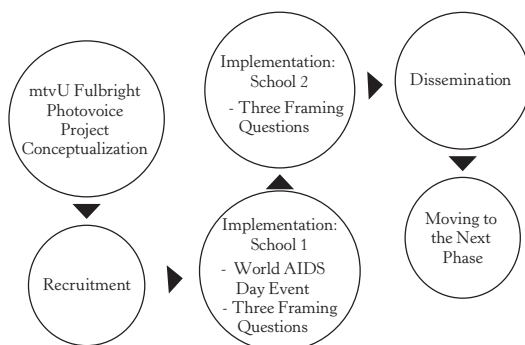 mtvU Fulbright
Photovoice
Project
Conceptualization
Recruitment
Implementation:
School 1
- World AIDS
Day Event
- Three Framing
Questions
Implementation:
School 2
- Three Framing
Questions
Dissemination
Moving to
the Next
Phase